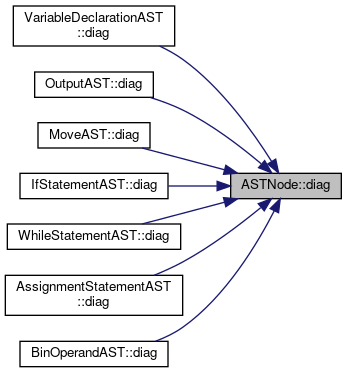 VariableDeclarationAST
::diag
OutputAST::diag
MoveAST::diag
IfStatementAST::diag
ASTNode::diag
WhileStatementAST::diag
AssignmentStatementAST
::diag
BinOperandAST::diag